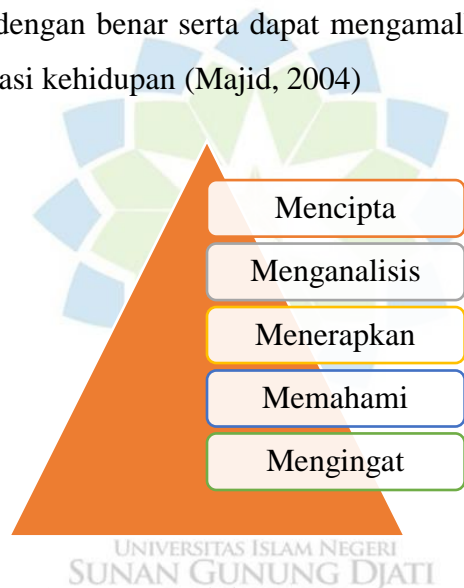 dengan benar serta dapat mengamal
asi kehidupan (Majid, 2004)
Mencipta
Menganalisis
Menerapkan
Memahami
Mengingat
UNIVERSITAS ISLAM NEGERI
SUNAN GUNUNG DJATI